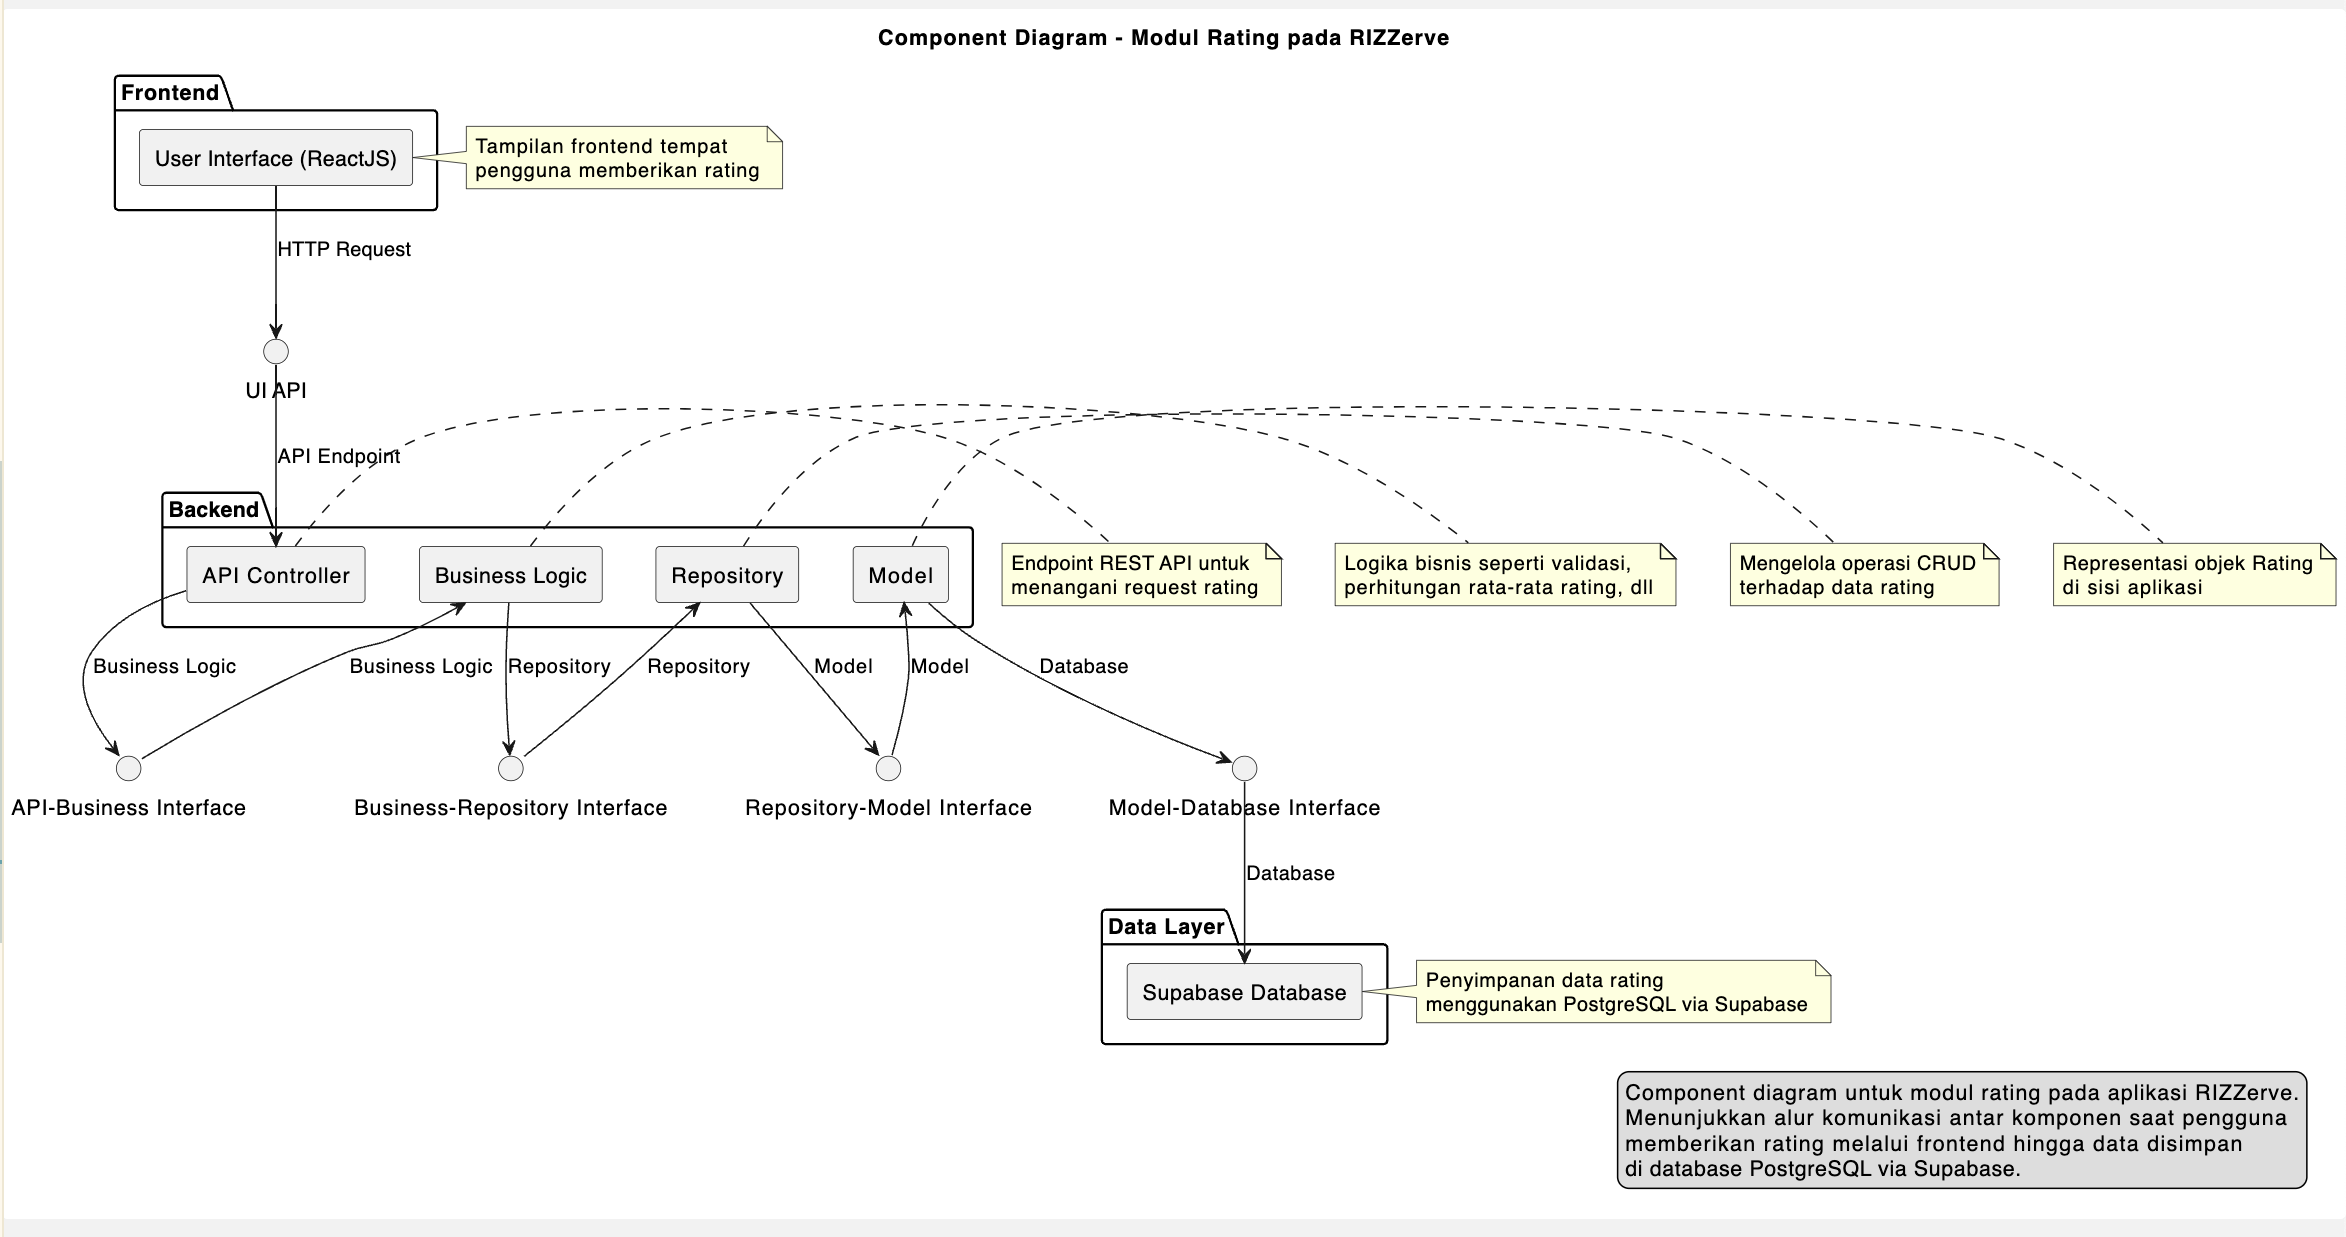 Component Diagram - Modul Rating pada RIZZerve
Frontend
User Interface (ReactJS)
Tampilan frontend tempat
pengguna memberikan rating
HTTP Request
UI API
API Endpoint
Backend
API Controller
Business Logic
Repository
Model
Endpoint REST API untuk
menangani request rating
Logika bisnis seperti validasi,
perhitungan rata-rata rating, dll
Mengelola operasi CRUD
terhadap data rating
Representasi objek Rating
di sisi aplikasi
Business Logic
Business Logic
Repository
Repository
Model
Model
Database
API-Business Interface
Business-Repository Interface
Repository-Model Interface
Model-Database Interface
Database
Data Layer
Supabase Database
Penyimpanan data rating
menggunakan PostgreSQL via Supabase
Component diagram untuk modul rating pada aplikasi RIZZerve.
Menunjukkan alur komunikasi antar komponen saat pengguna
memberikan rating melalui frontend hingga data disimpan
di database PostgreSQL via Supabase.